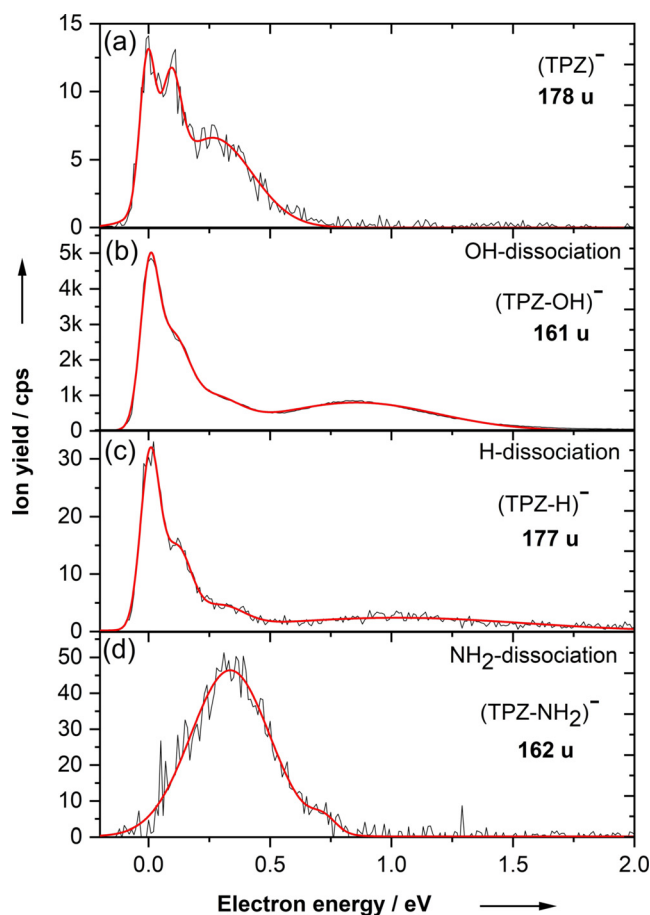 (a)
(TPZ)⁻
178 u
15
10
5
0
(b)
OH-dissociation
(TPZ-OH)⁻
161 u
5k
4k
3k
2k
1k
0
(c)
H-dissociation
(TPZ-H)⁻
177 u
30
20
10
0
(d)
NH₂-dissociation
(TPZ-NH₂)⁻
162 u
50
40
30
20
10
0
0.0 0.5 1.0 1.5 2.0
Electron energy / eV
Ion yield / cps